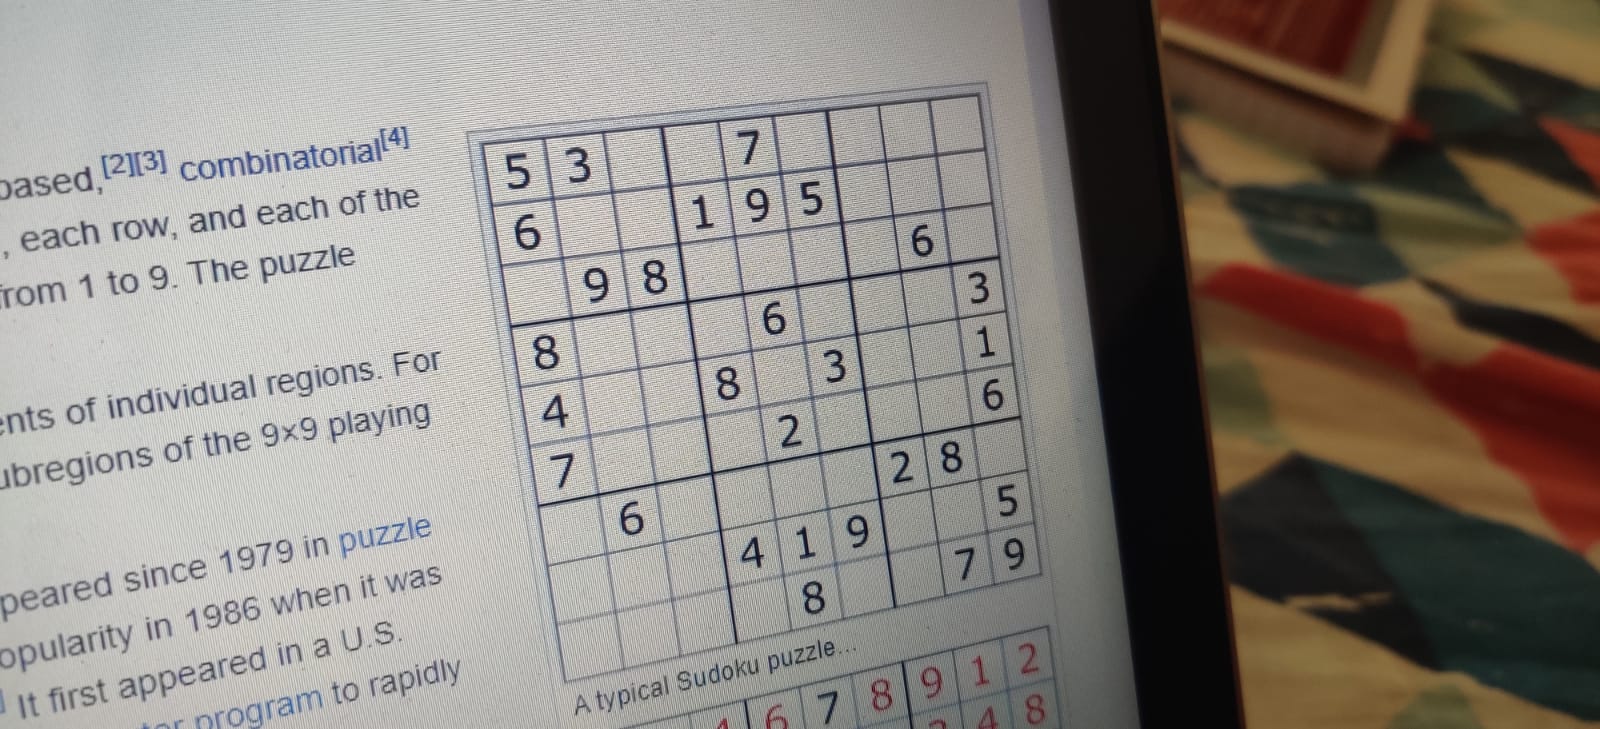 based,[2][3] combinatorial[4]
, each row, and each of the
from 1 to 9. The puzzle
ents of individual regions. For
ubregions of the 9×9 playing
peared since 1979 in puzzle
opularity in 1986 when it was
It first appeared in a U.S.
program to rapidly
5 3 7
6 1 9 5
9 8 6
8 6 3
4 8 3 1
7 2 6
6 2 8
4 1 9 5
8 7 9
A typical Sudoku puzzle...
6 7 8 9 1 2
4 8